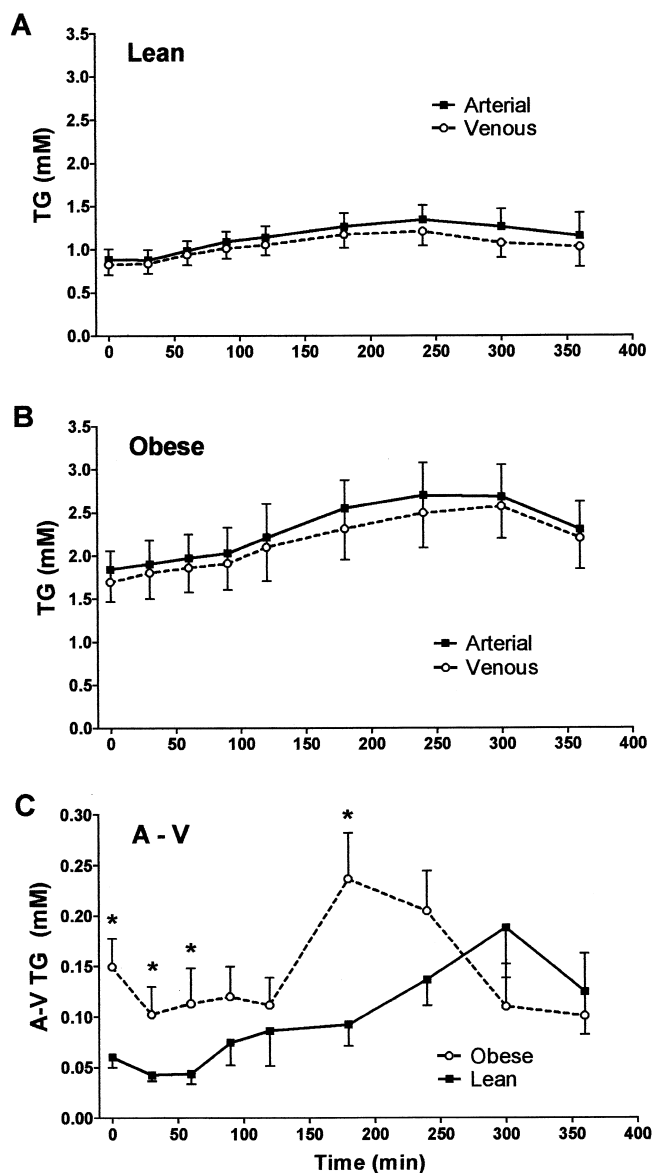 A
Lean
Arterial
Venous
TG (mM)
3.5
3.0
2.5
2.0
1.5
1.0
0.5
0.0
0 50 100 150 200 250 300 350 400
B
Obese
Arterial
Venous
TG (mM)
3.5
3.0
2.5
2.0
1.5
1.0
0.5
0.0
0 50 100 150 200 250 300 350 400
C
A - V
A-V TG (mM)
0.30
0.25
0.20
0.15
0.10
0.05
0.00
*
*
*
*
Obese
Lean
0 50 100 150 200 250 300 350 400
Time (min)